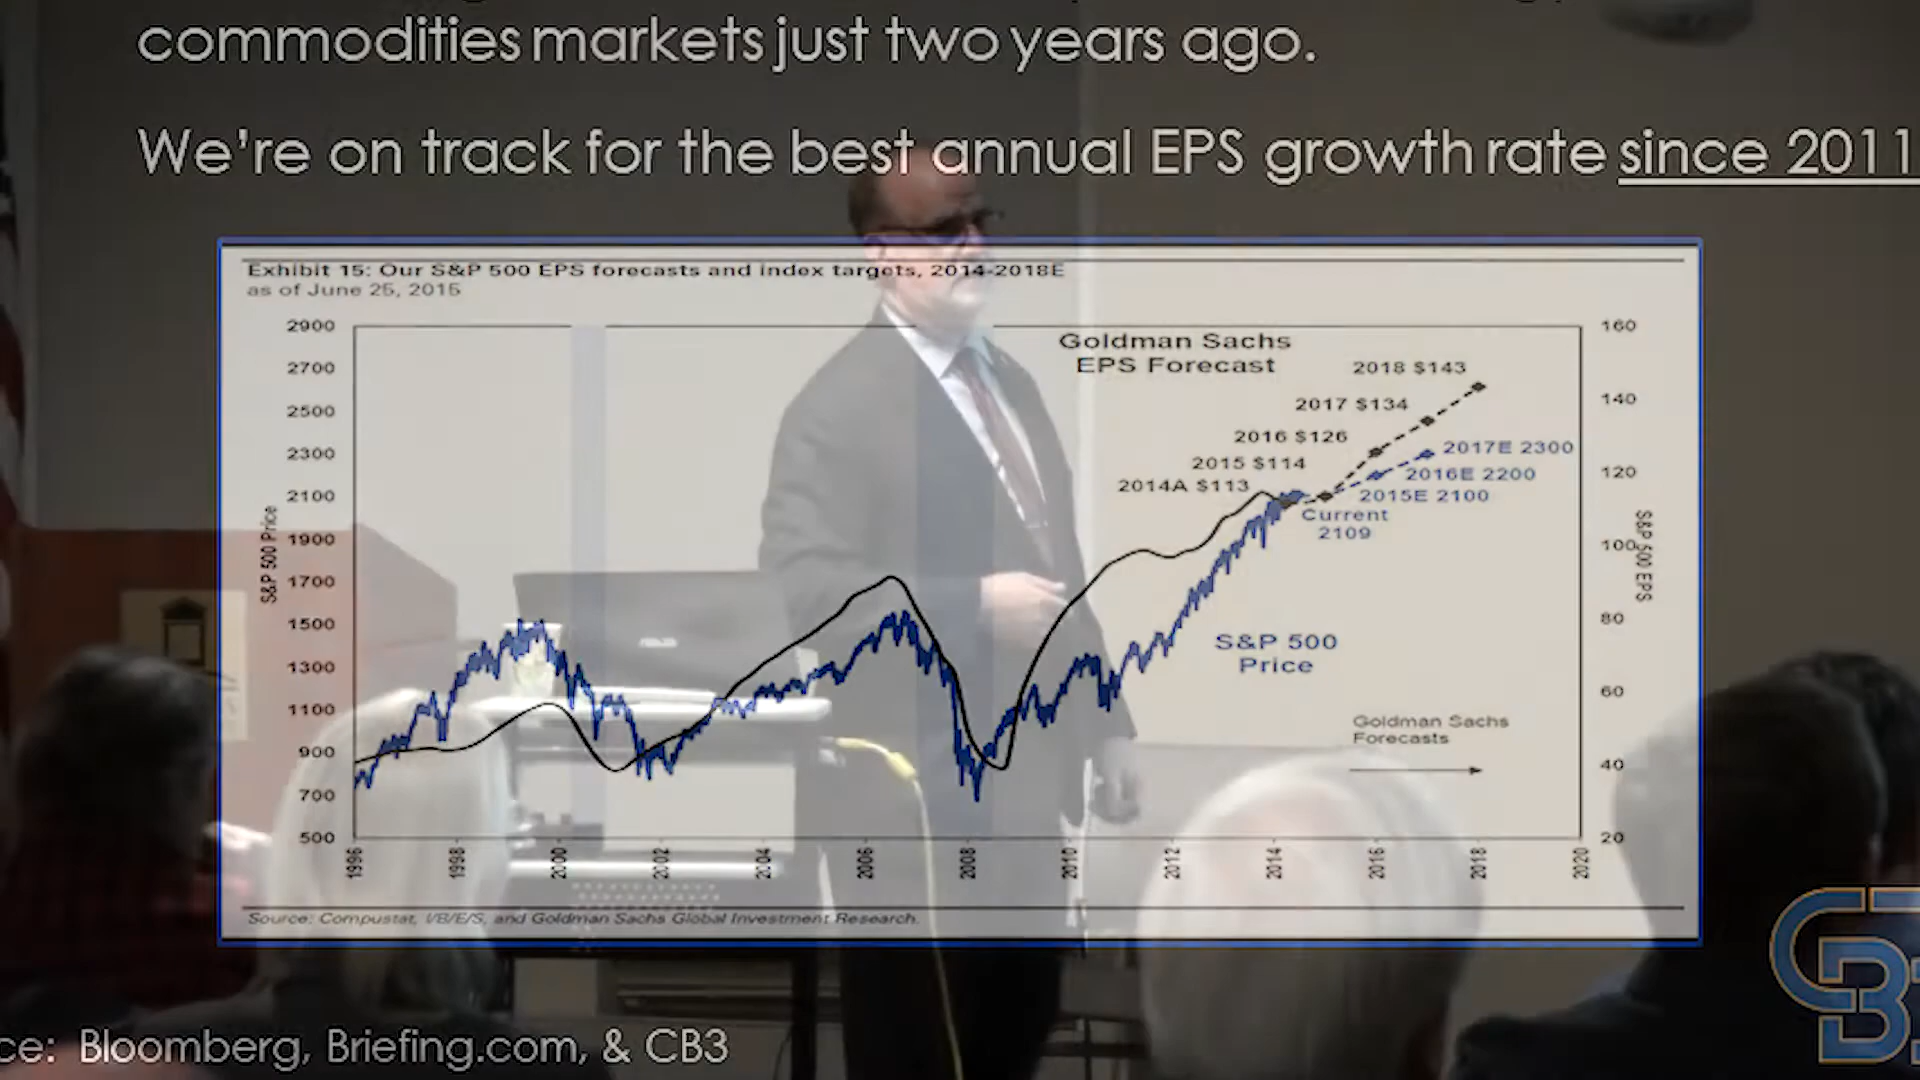 commodities markets just two years ago.
We're on track for the best annual EPS growth rate since 2011
Exhibit 15: Our S&P 500 EPS forecasts and index targets, 2014-2018E
as of June 25, 2015
Goldman Sachs
EPS Forecast
2900
2700
2500
2300
2100
1900
1700
1500
1300
1100
900
700
500
S&P 500 Price
160
140
120
100
80
60
40
20
S&P 500 EPS
2018 $143
2017 $134
2016 $126
2015 $114
2014A $113
2017E 2300
2016E 2200
2015E 2100
Current
2109
S&P 500
Price
Goldman Sachs
Forecasts
1996
1998
2000
2002
2004
2006
2008
2010
2012
2014
2016
2018
2020
Source: Compustat, I/B/E/S, and Goldman Sachs Global Investment Research.
ce: Bloomberg, Briefing.com, & CB3